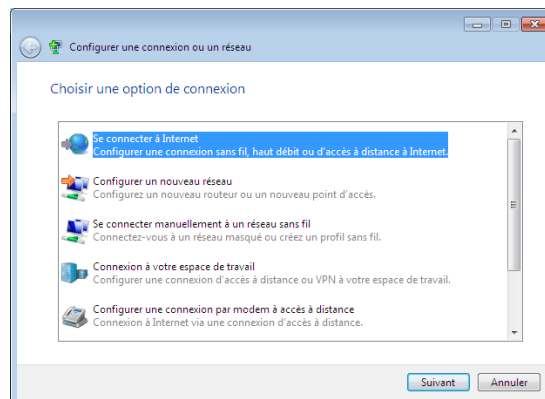 Configurer une connexion ou un réseau
Choisir une option de connexion
Se connecter à Internet
Configurer une connexion sans fil, haut débit ou d'accès à distance à Internet.
Configurer un nouveau réseau
Configurez un nouveau routeur ou un nouveau point d'accès.
Se connecter manuellement à un réseau sans fil
Connectez-vous à un réseau masqué ou créez un profil sans fil.
Connexion à votre espace de travail
Configurer une connexion d'accès à distance ou VPN à votre espace de travail.
Configurer une connexion par modem à accès à distance
Connexion à Internet via une connexion d'accès à distance.
Suivant Annuler